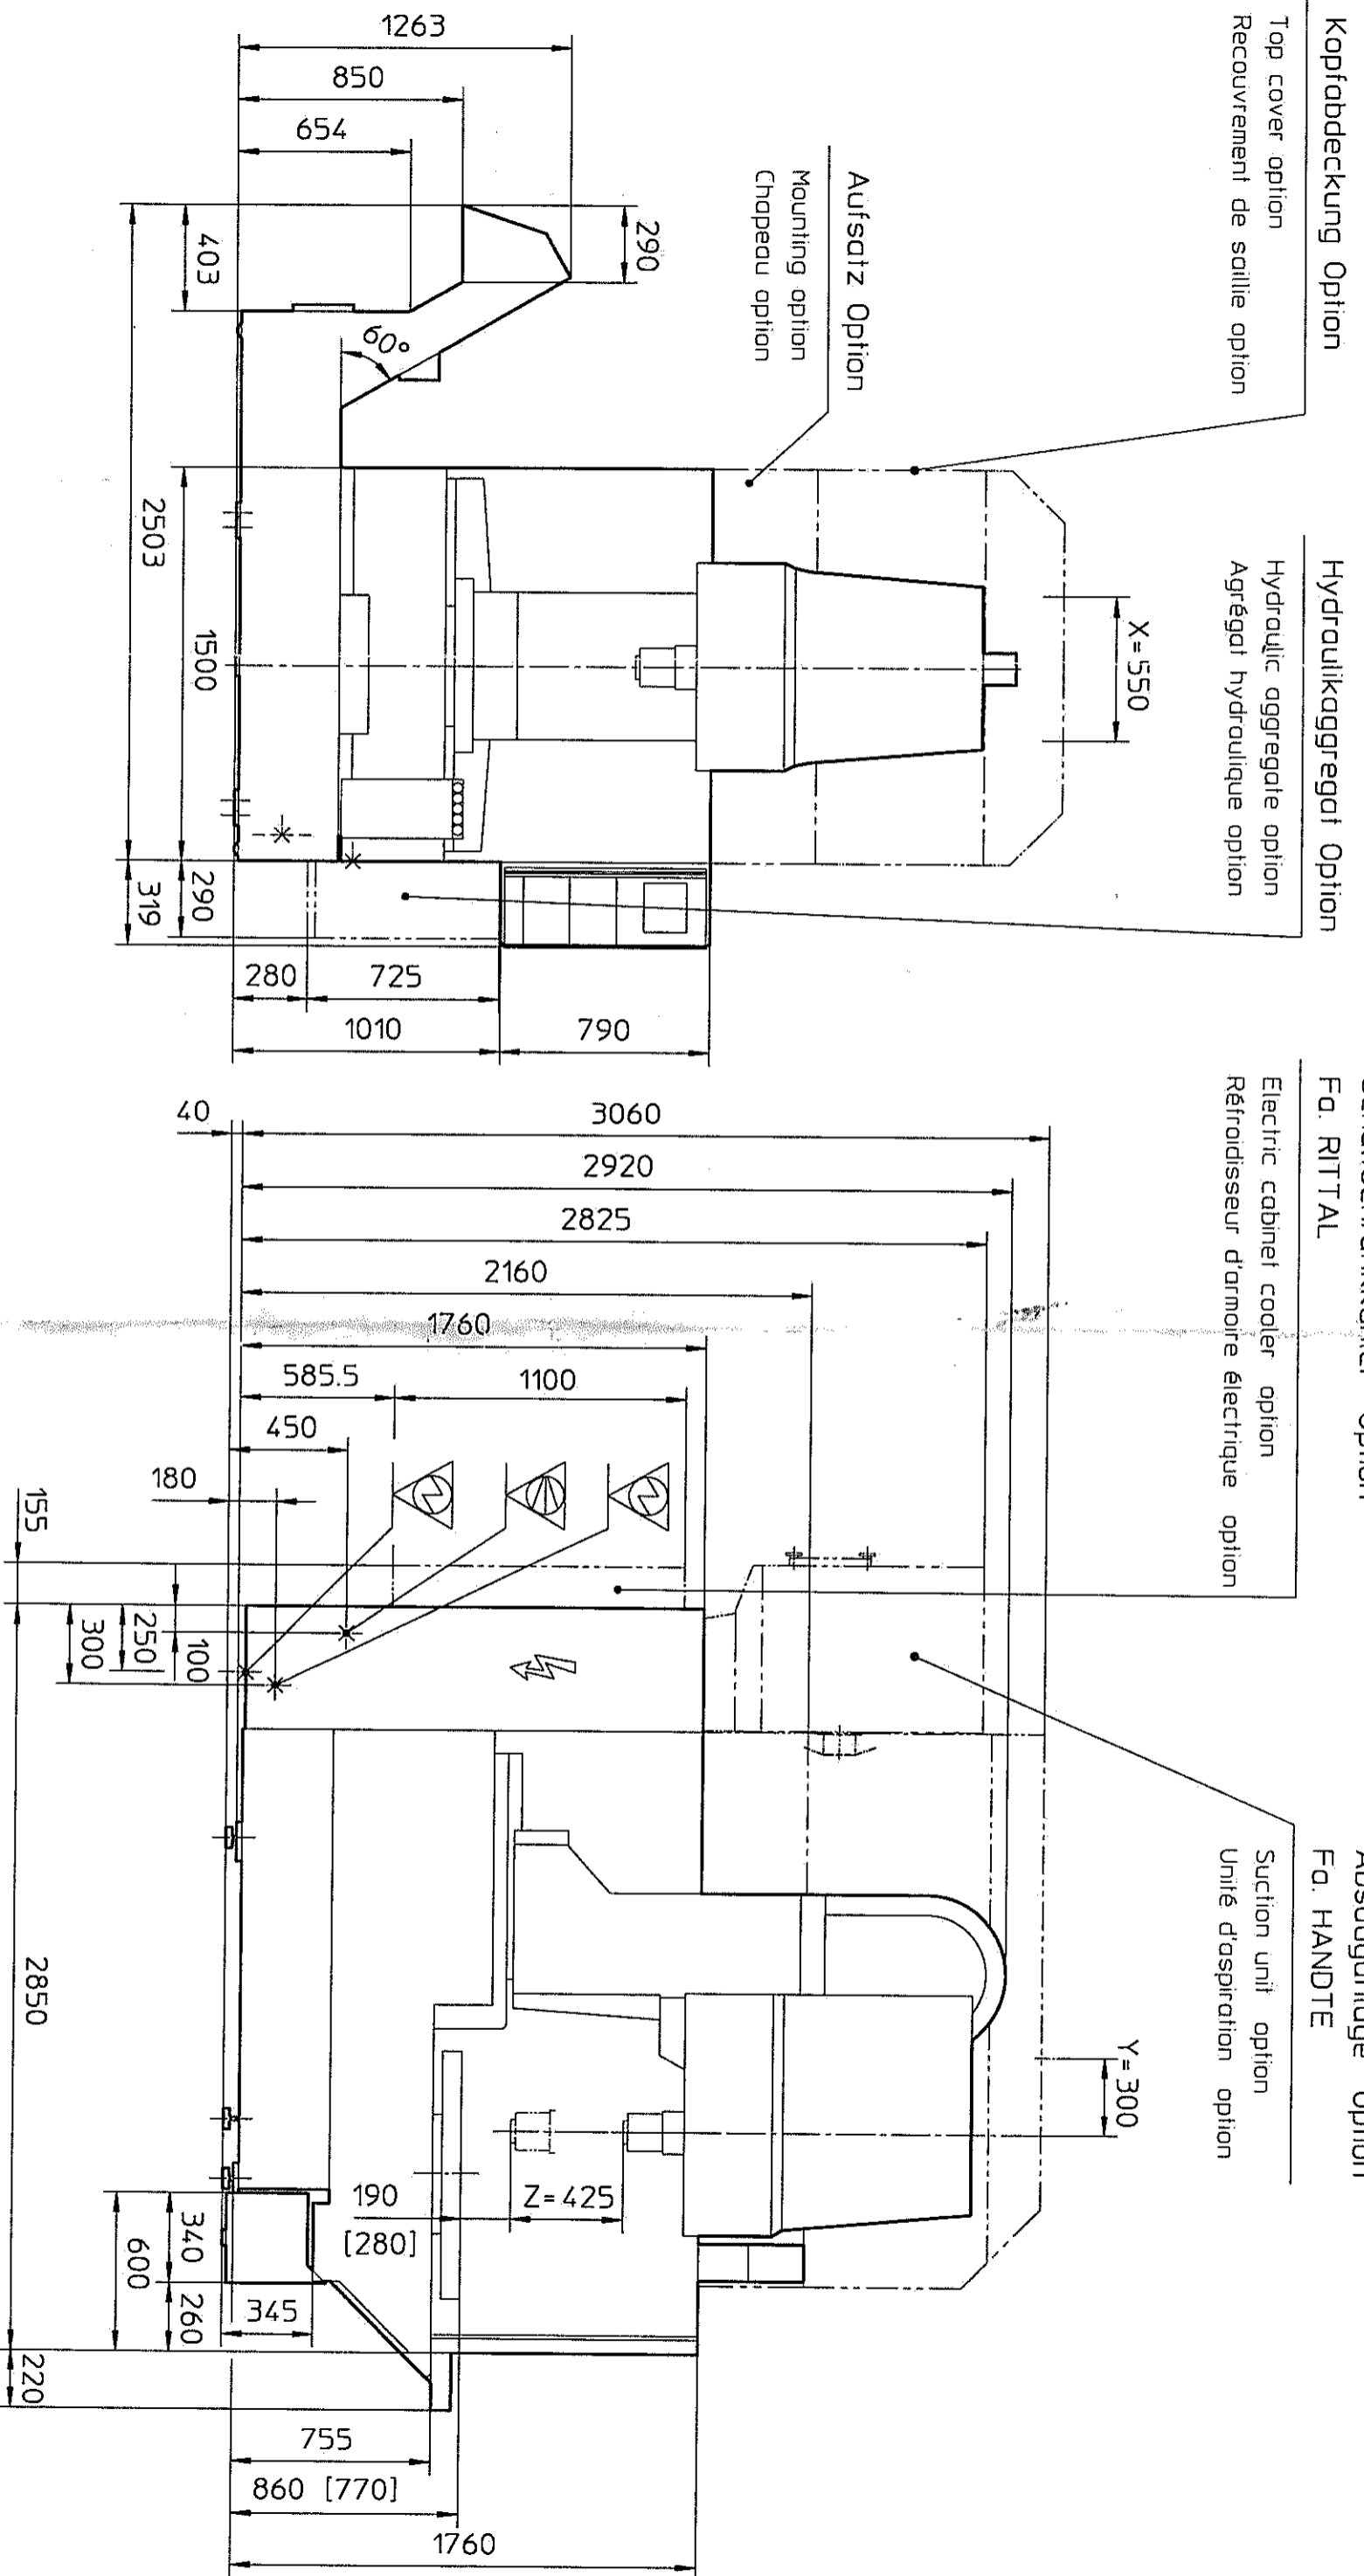 Kopfabdeckung Option
Top cover option
Recouvrement de saillie option
Hydraulikaggregat Option
Hydraulic aggregate option
Agrégat hydraulique option
Aufsatz Option
Mounting option
Chapeau option
Option
Fa. RITTAL
Electric cabinet cooler option
Réfroidisseur d'armoire électrique option
Absauganlage Option
Fa. HANDTE
Suction unit option
Unité d'aspiration option
1263
850
654
290
403
60°
2503
1500
X=550
290
319
280
725
1010
790
40
3060
2920
2825
2160
1760
585.5
1100
450
180
155
100
250
300
2850
Y=300
Z=425
190
[280]
340
600
260
345
220
755
860 [770]
1760